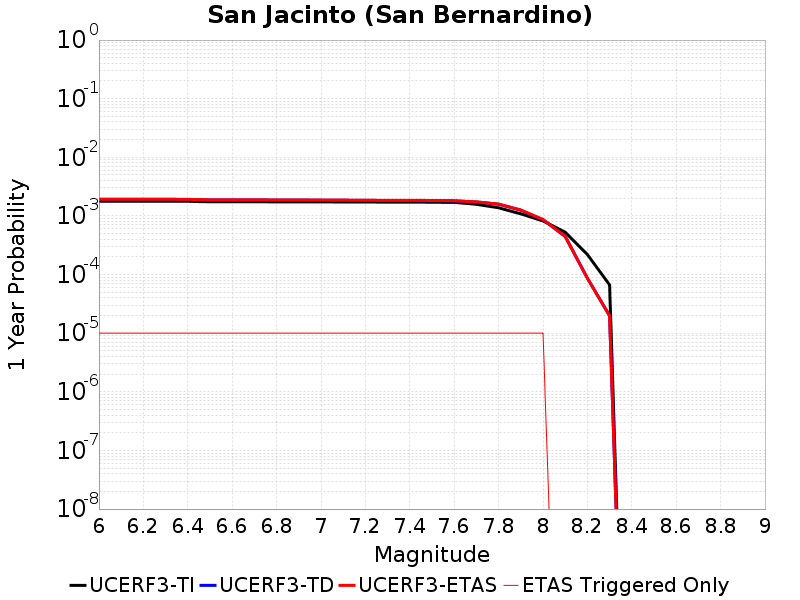 San Jacinto (San Bernardino)
1 Year Probability
10^0
10^-1
10^-2
10^-3
10^-4
10^-5
10^-6
10^-7
10^-8
6 6.2 6.4 6.6 6.8 7 7.2 7.4 7.6 7.8 8 8.2 8.4 8.6 8.8 9
Magnitude
UCERF3-TI UCERF3-TD UCERF3-ETAS ETAS Triggered Only